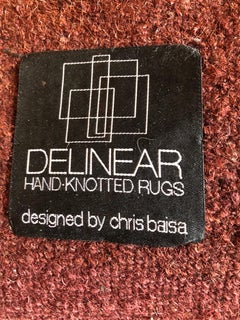 DELINEAR
HAND-KNOTTED RUGS
designed by chris baisa